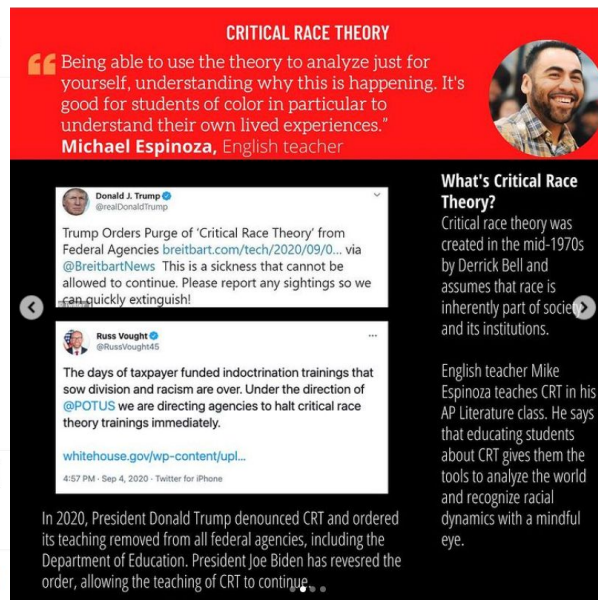 CRITICAL RACE THEORY
“ Being able to use the theory to analyze just for
yourself, understanding why this is happening. It's
good for students of color in particular to
understand their own lived experiences.”
Michael Espinoza, English teacher
Donald J. Trump
@realDonaldTrump
Trump Orders Purge of 'Critical Race Theory' from
Federal Agencies breitbart.com/tech/2020/09/0... via
@BreitbartNews This is a sickness that cannot be
allowed to continue. Please report any sightings so we
can quickly extinguish!
Russ Vought
@RussVought45
The days of taxpayer funded indoctrination trainings that
sow division and racism are over. Under the direction of
@POTUS we are directing agencies to halt critical race
theory trainings immediately.
whitehouse.gov/wp-content/upl...
4:57 PM · Sep 4, 2020 · Twitter for iPhone
In 2020, President Donald Trump denounced CRT and ordered
its teaching removed from all federal agencies, including the
Department of Education. President Joe Biden has revesred the
order, allowing the teaching of CRT to continue.
What's Critical Race
Theory?
Critical race theory was
created in the mid-1970s
by Derrick Bell and
assumes that race is
inherently part of society
and its institutions.
English teacher Mike
Espinoza teaches CRT in his
AP Literature class. He says
that educating students
about CRT gives them the
tools to analyze the world
and recognize racial
dynamics with a mindful
eye.